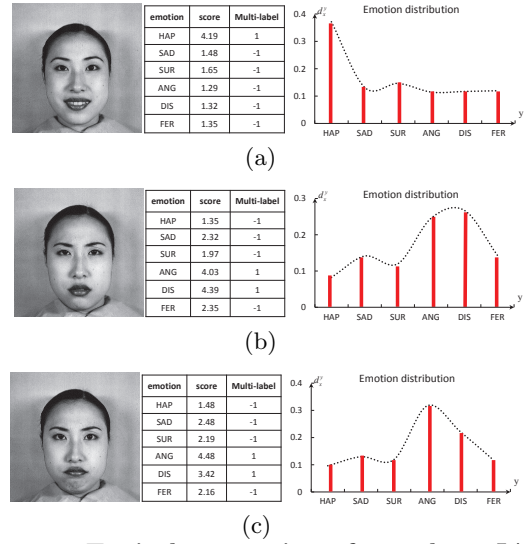 emotion score Multi-label
HAP 4.19 1
SAD 1.48 -1
SUR 1.65 -1
ANG 1.29 -1
DIS 1.32 -1
FER 1.35 -1
Emotion distribution
0.4
0.3
0.2
0.1
0
HAP SAD SUR ANG DIS FER
y
(a)
emotion score Multi-label
HAP 1.35 -1
SAD 2.32 -1
SUR 1.97 -1
ANG 4.03 1
DIS 4.39 1
FER 2.35 -1
Emotion distribution
0.3
0.2
0.1
0
HAP SAD SUR ANG DIS FER
y
(b)
emotion score Multi-label
HAP 1.48 -1
SAD 2.48 -1
SUR 2.19 -1
ANG 4.48 1
DIS 3.42 1
FER 2.16 -1
Emotion distribution
0.4
0.3
0.2
0.1
0
HAP SAD SUR ANG DIS FER
y
(c)